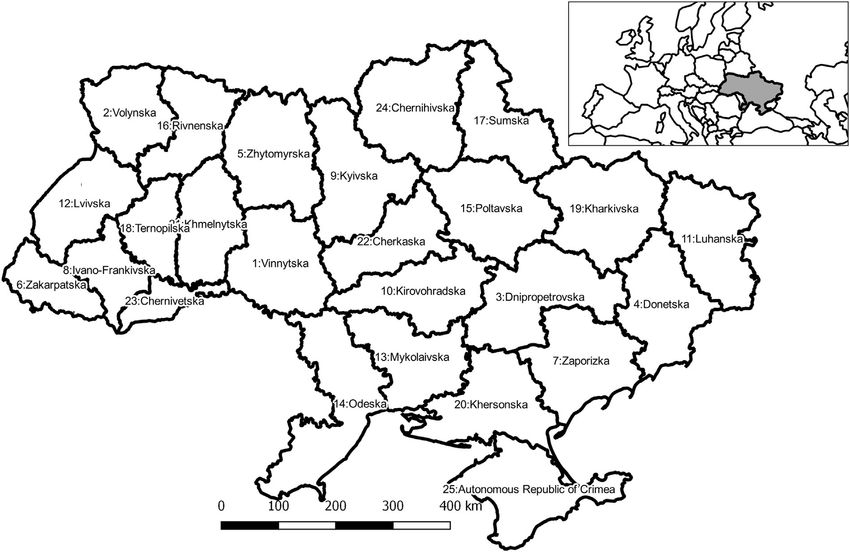 24:Chernihivska
2:Volynska
16:Rivnenska
17:Sumska
5:Zhytomyrska
9:Kyivska
12:Lvivska
15:Poltavska
19:Kharkivska
18:Ternopilska
21:Khmelnytska
22:Cherkaska
11:Luhanska
1:Vinnytska
8:Ivano-Frankivska
6:Zakarpatska
10:Kirovohradska
3:Dnipropetrovska
23:Chernivetska
4:Donetska
13:Mykolaivska
7:Zaporizka
14:Odeska
20:Khersonska
25:Autonomous Republic of Crimea
0 100 200 300 400 km